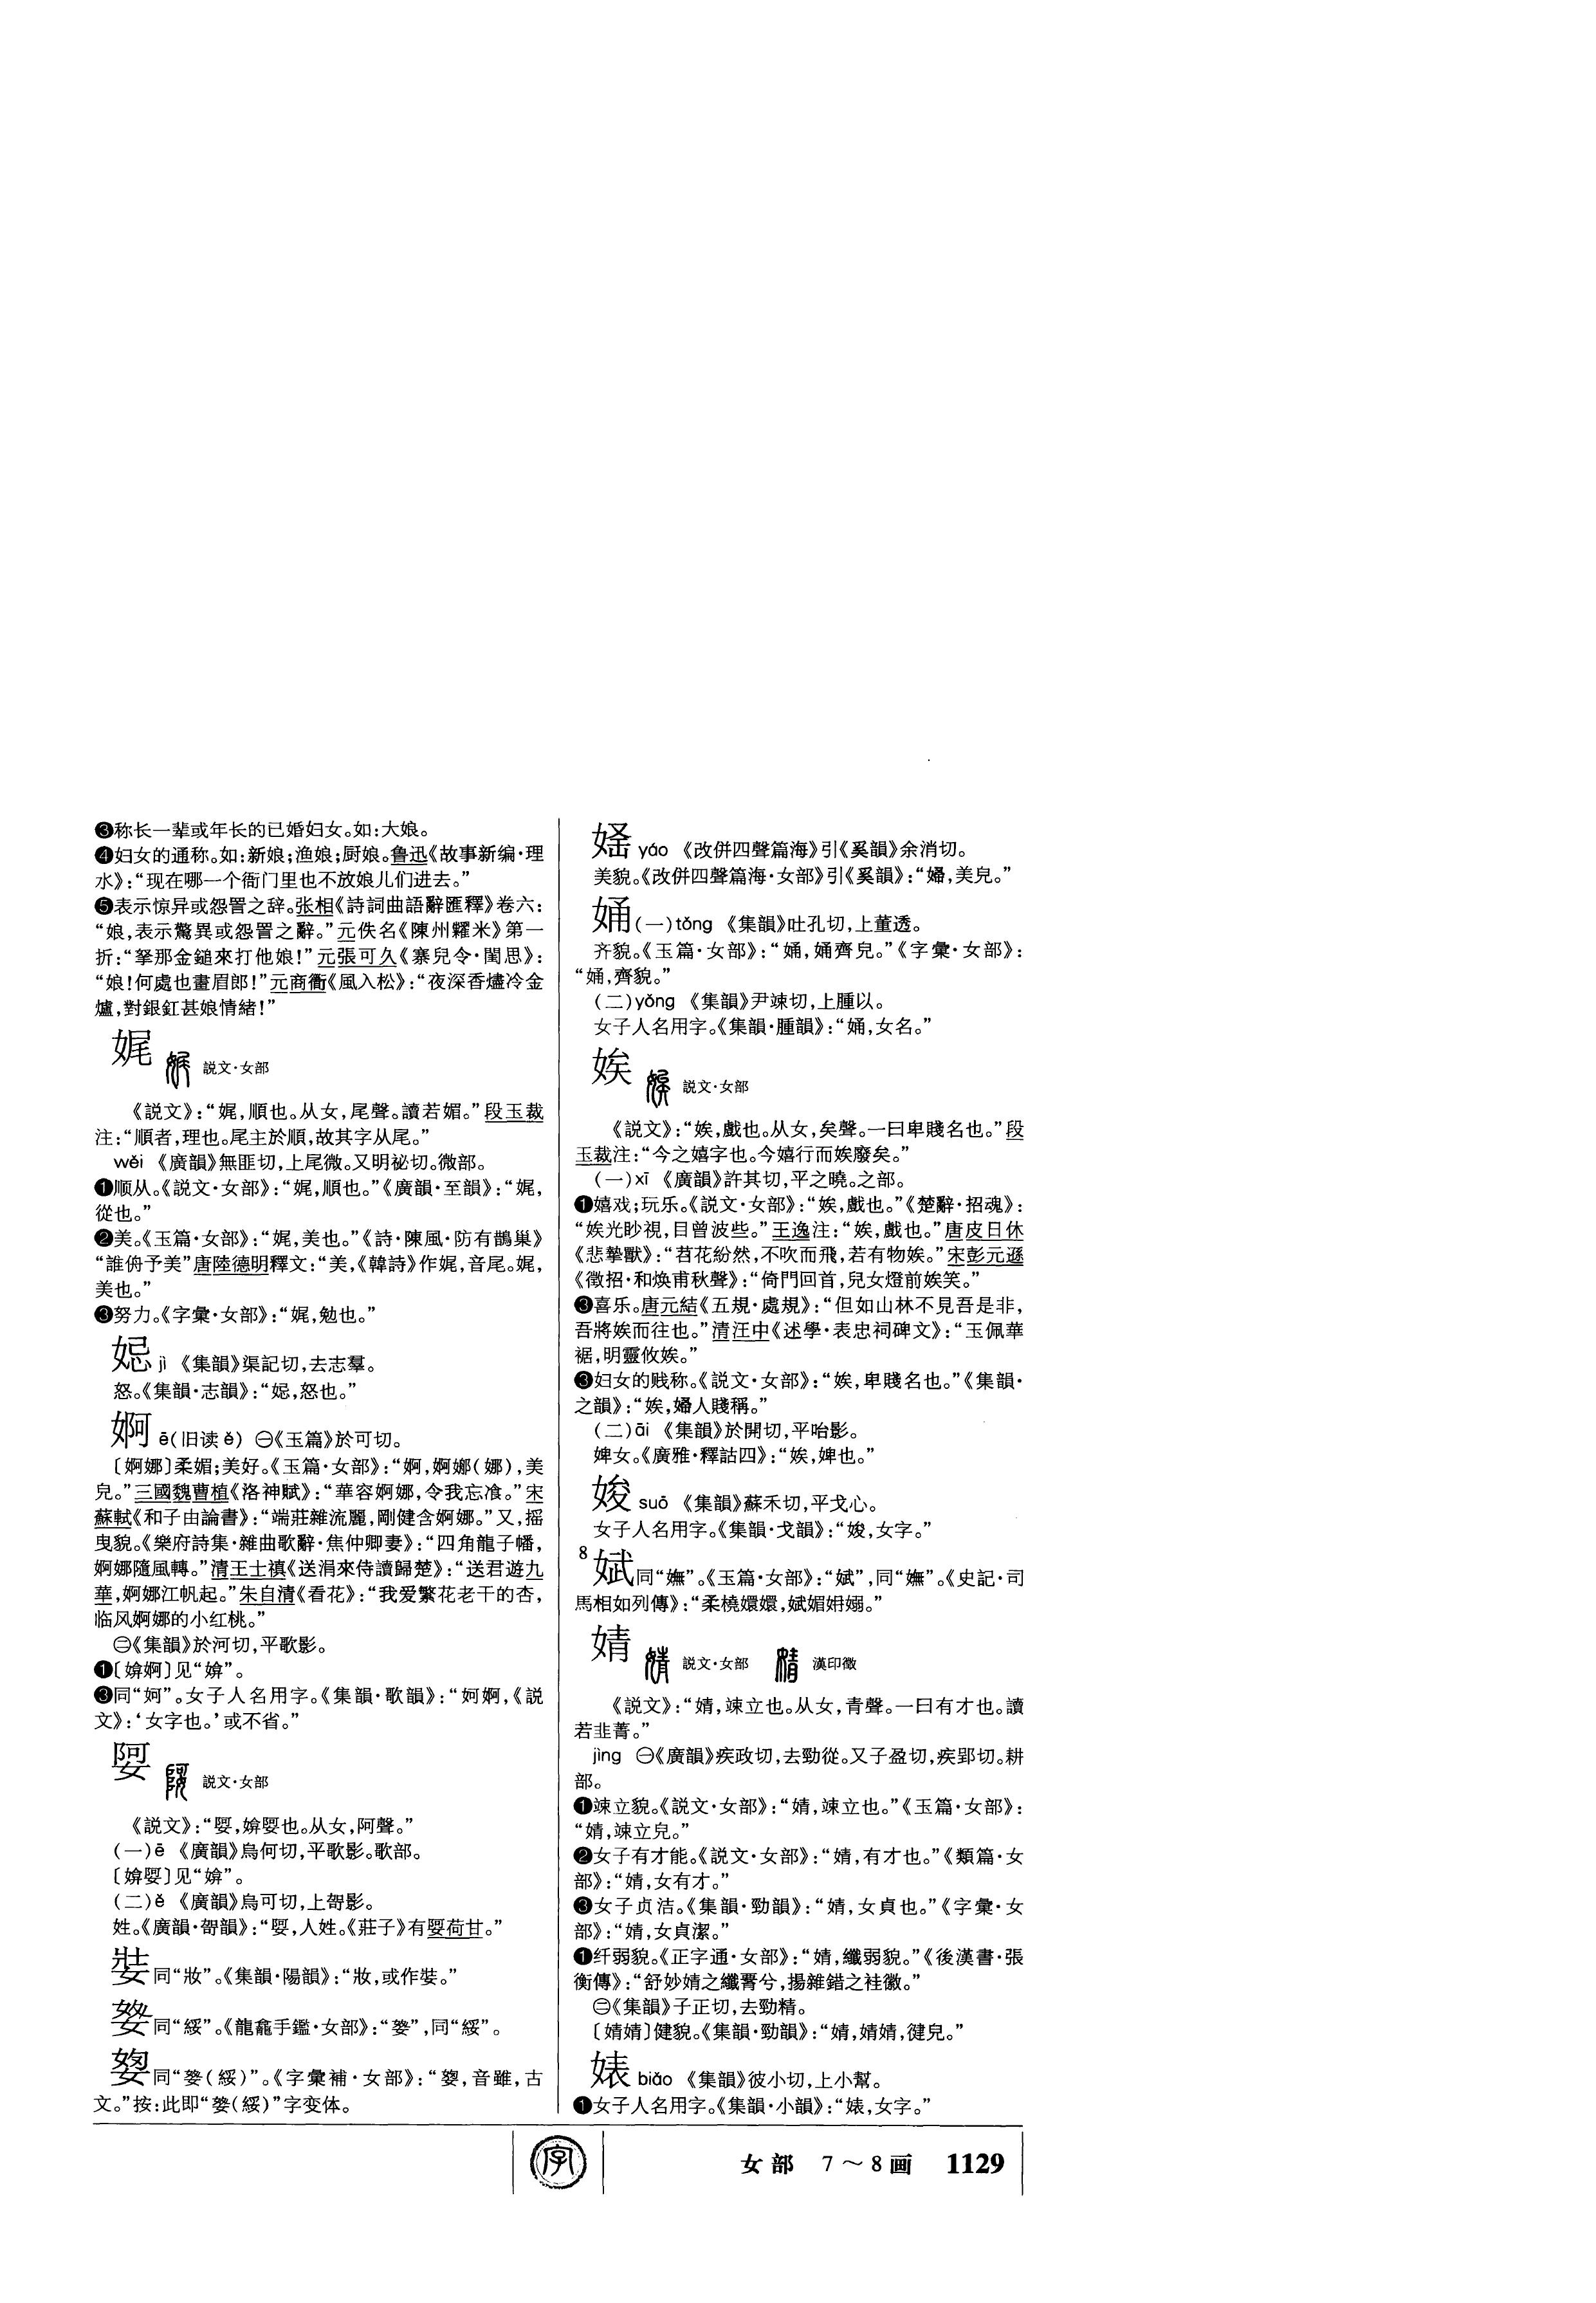 ❸称长一辈或年长的已婚妇女。如:大娘。
❹妇女的通称。如:新娘;渔娘;厨娘。鲁迅《故事新编·理
水》:“现在哪一个衙门里也不放娘儿们进去。”
❺表示惊异或怨詈之辞。张相《詩詞曲語辭匯釋》卷六:
“娘,表示驚異或怨詈之辭。”元佚名《陳州糶米》第一
折:“拏那金鎚來打他娘!”元張可久《寨兒令·閨思》:
“娘!何處也畫眉郎!”元商衟《風入松》:“夜深香燼冷金
爐,對銀釭甚娘情緒!”
娓 説文·女部
《説文》:“娓,順也。从女,尾聲。讀若媚。”段玉裁
注:“順者,理也。尾主於順,故其字从尾。”
wěi 《廣韻》無匪切,上尾微。又明祕切。微部。
❶顺从。《説文·女部》:“娓,順也。”《廣韻·至韻》:“娓,
從也。”
❷美。《玉篇·女部》:“娓,美也。”《詩·陳風·防有鵲巢》
“誰侜予美”唐陸德明釋文:“美,《韓詩》作娓,音尾。娓,
美也。”
❸努力。《字彙·女部》:“娓,勉也。”
㛍 jì 《集韻》渠記切,去志羣。
怒。《集韻·志韻》:“㛍,怒也。”
婀 ē(旧读ě) ㊀《玉篇》於可切。
〔婀娜〕柔媚;美好。《玉篇·女部》:“婀,婀㛂(娜),美
皃。”三國魏曹植《洛神賦》:“華容婀娜,令我忘飡。”宋
蘇軾《和子由論書》:“端莊雜流麗,剛健含婀娜。”又,摇
曳貌。《樂府詩集·雜曲歌辭·焦仲卿妻》:“四角龍子幡,
婀娜隨風轉。”清王士禛《送涓來侍讀歸楚》:“送君遊九
華,婀娜江帆起。”朱自清《看花》:“我爱繁花老干的杏,
临风婀娜的小红桃。”
㊁《集韻》於河切,平歌影。
❶〔媕婀〕见“媕”。
❸同“妸”。女子人名用字。《集韻·歌韻》:“妸婀,《説
文》:‘女字也。’或不省。”
娿 説文·女部
《説文》:“娿,媕娿也。从女,阿聲。”
(一)ē 《廣韻》烏何切,平歌影。歌部。
〔媕娿〕见“媕”。
(二)ě 《廣韻》烏可切,上哿影。
姓。《廣韻·哿韻》:“娿,人姓。《莊子》有娿荷甘。”
娤同“妝”。《集韻·陽韻》:“妝,或作娤。”
同“綏”。《龍龕手鑑·女部》:“”,同“綏”。
同“(綏)”。《字彙補·女部》:“,音雖,古
文。”按:此即“(綏)”字变体。
媱 yáo 《改併四聲篇海》引《奚韻》余消切。
美貌。《改併四聲篇海·女部》引《奚韻》:“,美皃。”
㛚(一)tǒng 《集韻》吐孔切,上董透。
齐貌。《玉篇·女部》:“㛚,㛚齊皃。”《字彙·女部》:
“㛚,齊貌。”
(二)yǒng 《集韻》尹竦切,上腫以。
女子人名用字。《集韻·腫韻》:“㛚,女名。”
娭 説文·女部
《説文》:“娭,戲也。从女,矣聲。一曰卑賤名也。”段
玉裁注:“今之嬉字也。今嬉行而娭廢矣。”
(一)xī 《廣韻》許其切,平之曉。之部。
❶嬉戏;玩乐。《説文·女部》:“娭,戲也。”《楚辭·招魂》:
“娭光眇視,目曾波些。”王逸注:“娭,戲也。”唐皮日休
《悲摯獸》:“苕花紛然,不吹而飛,若有物娭。”宋彭元遜
《徵招·和焕甫秋聲》:“倚門回首,兒女燈前娭笑。”
❸喜乐。唐元結《五規·處規》:“但如山林不見吾是非,
吾將娭而往也。”清汪中《述學·表忠祠碑文》:“玉佩華
裾,明靈攸娭。”
❸妇女的贱称。《説文·女部》:“娭,卑賤名也。”《集韻·
之韻》:“娭,婦人賤稱。”
(二)āi 《集韻》於開切,平咍影。
婢女。《廣雅·釋詁四》:“娭,婢也。”
㛖 suō 《集韻》蘇禾切,平戈心。
女子人名用字。《集韻·戈韻》:“㛖,女字。”
8 娬同“嫵”。《玉篇·女部》:“娬”,同“嫵”。《史記·司
馬相如列傳》:“柔橈嬛嬛,娬媚姌嫋。”
婧 説文·女部 漢印徵
《説文》:“婧,竦立也。从女,青聲。一曰有才也。讀
若韭菁。”
jìng ㊀《廣韻》疾政切,去勁從。又子盈切,疾郢切。耕
部。
❶竦立貌。《説文·女部》:“婧,竦立也。”《玉篇·女部》:
“婧,竦立皃。”
❷女子有才能。《説文·女部》:“婧,有才也。”《類篇·女
部》:“婧,女有才。”
❸女子贞洁。《集韻·勁韻》:“婧,女貞也。”《字彙·女
部》:“婧,女貞潔。”
❶纤弱貌。《正字通·女部》:“婧,纖弱貌。”《後漢書·張
衡傳》:“舒妙婧之纖䙅兮,揚雜錯之袿徽。”
㊁《集韻》子正切,去勁精。
〔婧婧〕健貌。《集韻·勁韻》:“婧,婧婧,健皃。”
婊 biǎo 《集韻》彼小切,上小幫。
❶女子人名用字。《集韻·小韻》:“婊,女字。”
字
女部 7～8画 1129